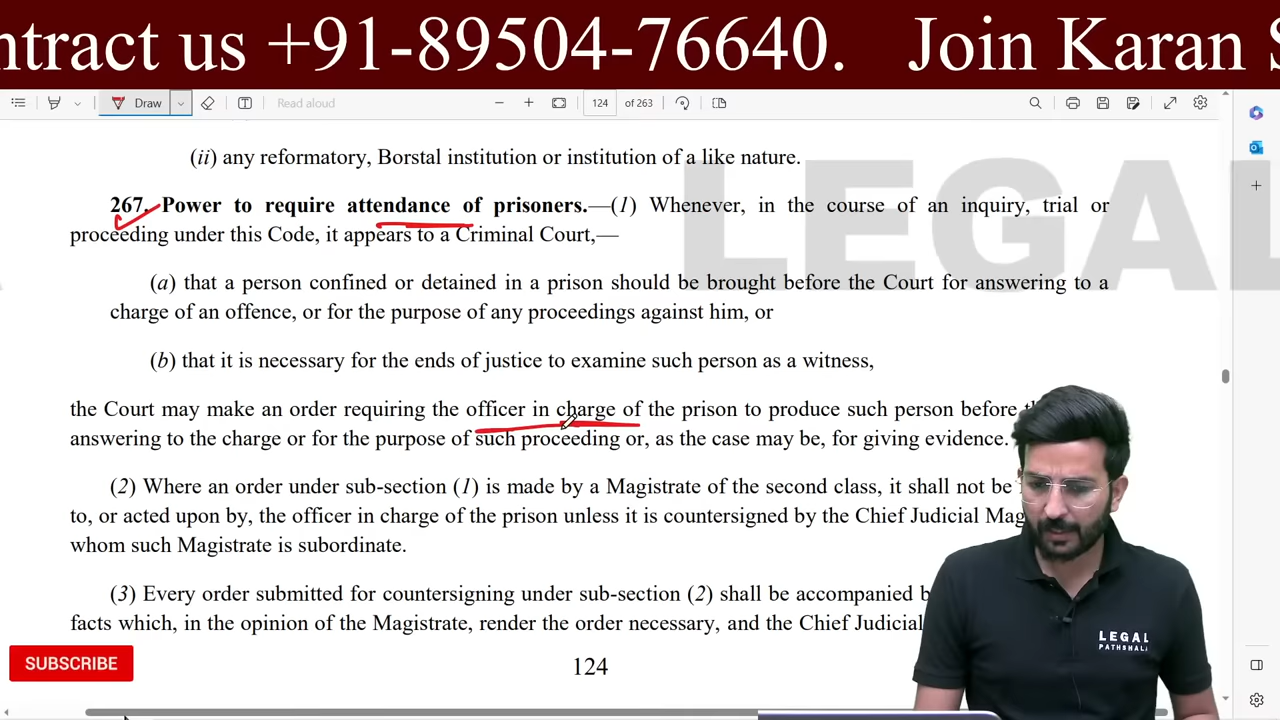 ntract us +91-89504-76640. Join Karan S
Draw
Read aloud
124 of 263
LEGAL
(ii) any reformatory, Borstal institution or institution of a like nature.
267. Power to require attendance of prisoners.—(1) Whenever, in the course of an inquiry, trial or
proceeding under this Code, it appears to a Criminal Court,—
(a) that a person confined or detained in a prison should be brought before the Court for answering to a
charge of an offence, or for the purpose of any proceedings against him, or
(b) that it is necessary for the ends of justice to examine such person as a witness,
the Court may make an order requiring the officer in charge of the prison to produce such person before
answering to the charge or for the purpose of such proceeding or, as the case may be, for giving evidence.
(2) Where an order under sub-section (1) is made by a Magistrate of the second class, it shall not be
to, or acted upon by, the officer in charge of the prison unless it is countersigned by the Chief Judicial Mag
whom such Magistrate is subordinate.
(3) Every order submitted for countersigning under sub-section (2) shall be accompanied b
facts which, in the opinion of the Magistrate, render the order necessary, and the Chief Judicial
124
SUBSCRIBE
LEGAL
PATHSHALA